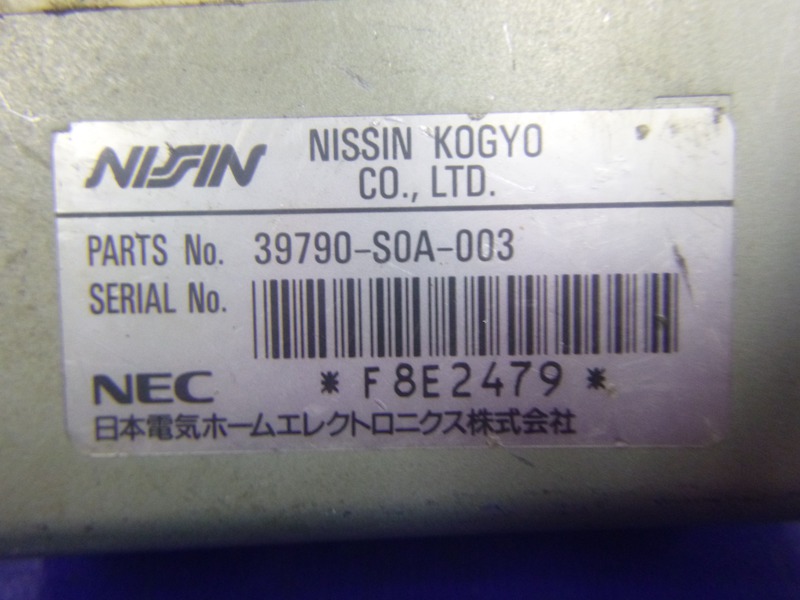 NISSIN NISSIN KOGYO
CO., LTD.
PARTS No. 39790-S0A-003
SERIAL No.
NEC * F8E2479 *
日本電気ホームエレクトロニクス株式会社